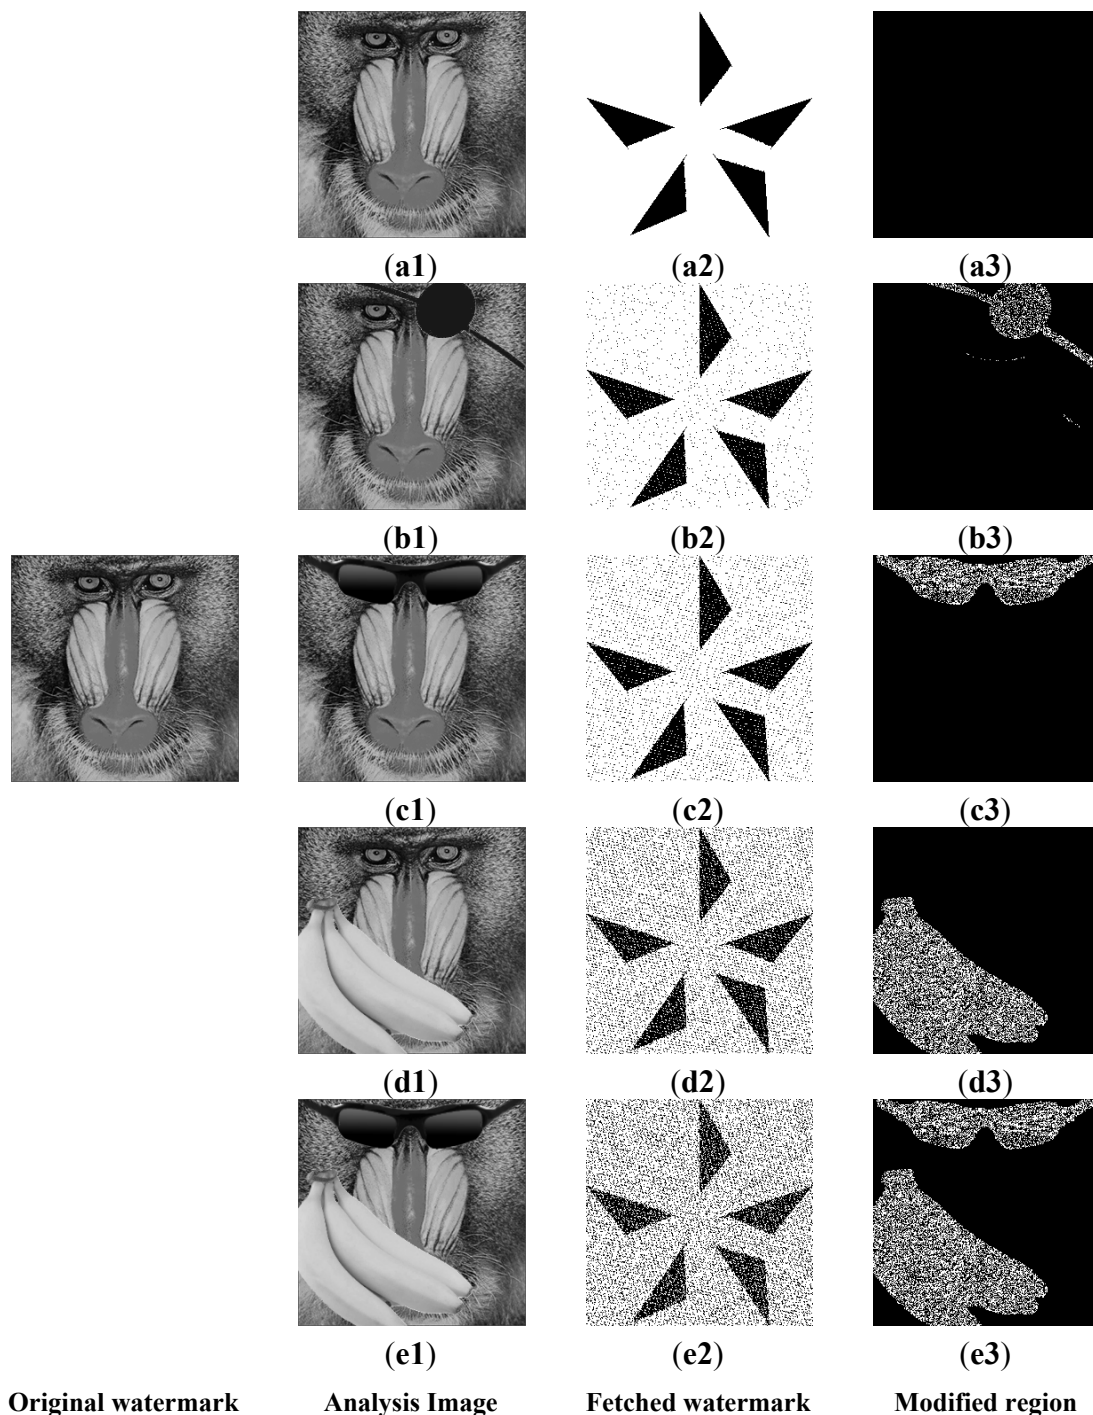 (a1) (a2) (a3)
(b1) (b2) (b3)
(c1) (c2) (c3)
(d1) (d2) (d3)
(e1) (e2) (e3)
Original watermark Analysis Image Fetched watermark Modified region